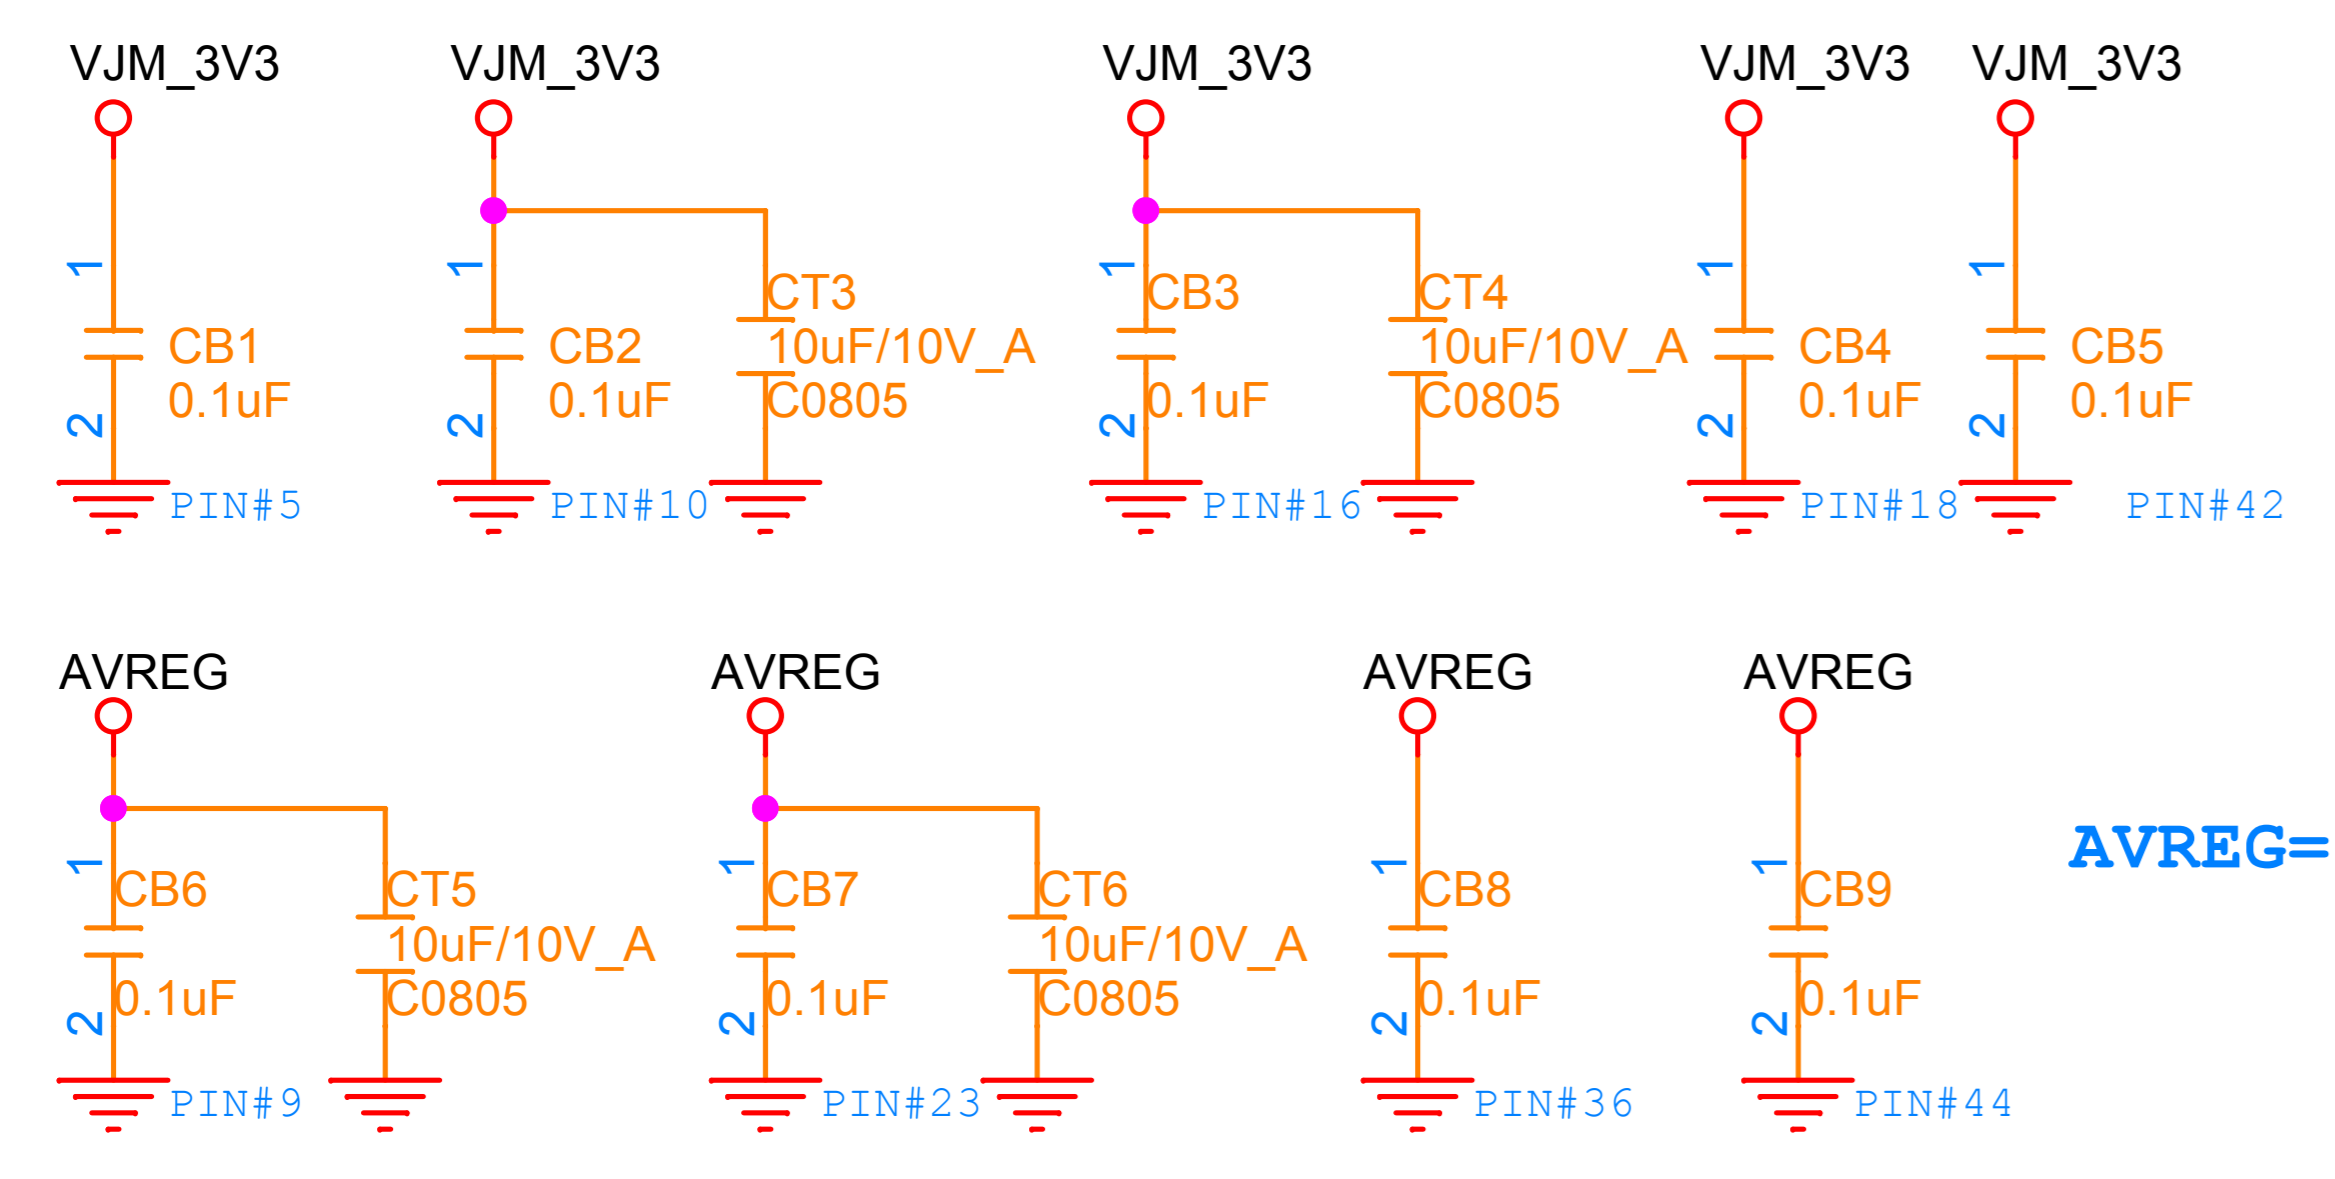 VJM_3V3 VJM_3V3 VJM_3V3 VJM_3V3 VJM_3V3
1 1 1 1 1
CT3 CB3 CT4
CB1 CB2 10uF/10V_A 10uF/10V_A CB4 CB5
0.1uF 0.1uF C0805 0.1uF C0805 0.1uF 0.1uF
2 2 2 2 2
PIN#5 PIN#10 PIN#16 PIN#18 PIN#42
AVREG AVREG AVREG AVREG
AVREG=
1 1 1 1
CB6 CT5 CB7 CT6 CB8 CB9
10uF/10V_A 10uF/10V_A
0.1uF C0805 0.1uF C0805 0.1uF 0.1uF
2 2 2 2
PIN#9 PIN#23 PIN#36 PIN#44